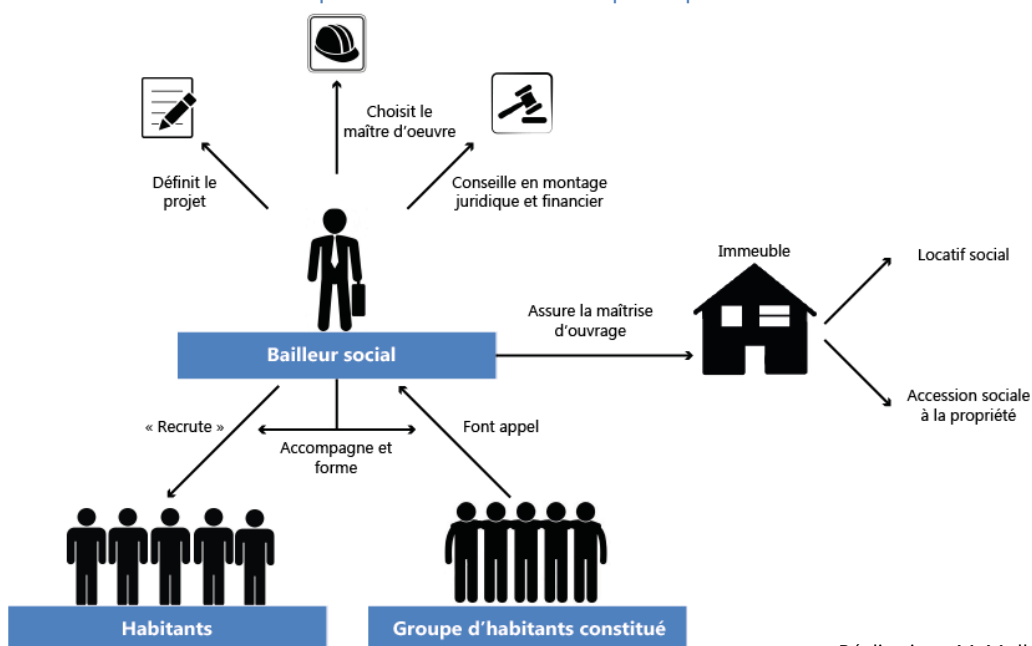 Choisit le
maître d'oeuvre
Définit le
projet
Conseille en montage
juridique et financier
Immeuble
Locatif social
Assure la maîtrise
d'ouvrage
Bailleur social
Accession sociale
à la propriété
« Recrute »
Font appel
Accompagne et
forme
Habitants
Groupe d'habitants constitué